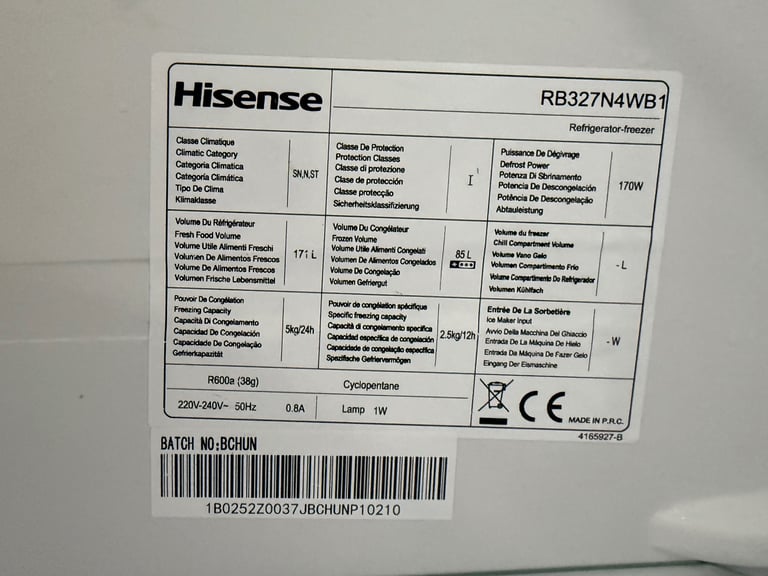 Hisense
RB327N4WB1
Refrigerator-freezer
Classe Climatique
Climatic Category
Categoria Climatica
Categoría Climática
Tipo De Clima
Klimaklasse
SN,N,ST
Classe De Protection
Protection Classes
Classe di protezione
Clase de protección
Classe protecção
Sicherheitsklassifizierung
I
Puissance De Dégivrage
Defrost Power
Potenza Di Sbrinamento
Potencia De Descongelación
Potência De Descongelação
Abtauleistung
170W
Volume Du Réfrigérateur
Fresh Food Volume
Volume Utile Alimenti Freschi
Volumen De Alimentos Frescos
Volume De Alimentos Frescos
Volumen Frische Lebensmittel
171 L
Volume Du Congélateur
Frozen Volume
Volume Utile Alimenti Congelati
Volumen De Alimentos Congelados
Volume De Congelação
Volumen Gefriergut
85 L
Volume du freezer
Chill Compartment Volume
Volume Vano Gelo
Volumen Compartimento Frío
Volume Compartimento Do Refrigerador
Volumen Kühlfach
- L
Pouvoir De Congélation
Freezing Capacity
Capacità Di Congelamento
Capacidad De Congelación
Capacidade De Congelação
Gefrierkapazität
5kg/24h
Pouvoir de congélation spécifique
Specific freezing capacity
Capacità di congelamento specifica
Capacidad específica de congelación
Capacidade de congelação específica
Spezifische Gefriervermögen
2.5kg/12h
Entrée De La Sorbetière
Ice Maker Input
Avvio Della Macchina Del Ghiaccio
Entrada De La Máquina De Hielo
Entrada Da Máquina De Fazer Gelo
Eingang Der Eismaschine
- W
R600a (38g)
Cyclopentane
220V-240V~ 50Hz
0.8A
Lamp 1W
CE
MADE IN P.R.C.
4165927-B
BATCH NO:BCHUN
1B0252Z0037JBCHUNP10210